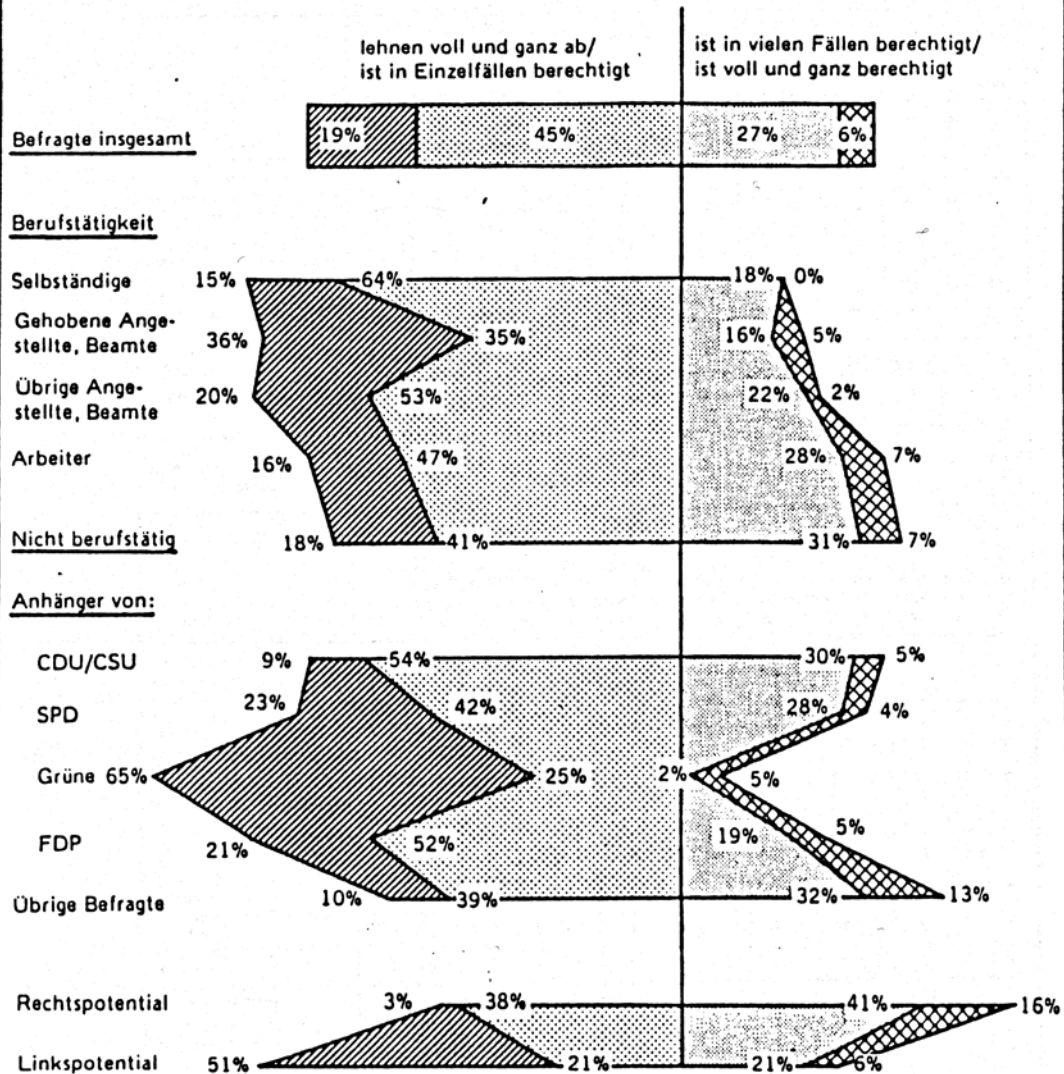 lehnen voll und ganz ab/
ist in Einzelfällen berechtigt
ist in vielen Fällen berechtigt/
ist voll und ganz berechtigt
Befragte insgesamt 19% 45% 27% 6%
Berufstätigkeit
Selbständige 15% 64% 18% 0%
Gehobene Ange-
stellte, Beamte 36% 35% 16% 5%
Übrige Ange-
stellte, Beamte 20% 53% 22% 2%
Arbeiter 16% 47% 28% 7%
Nicht berufstätig 18% 41% 31% 7%
Anhänger von:
CDU/CSU 9% 54% 30% 5%
SPD 23% 42% 28% 4%
Grüne 65% 25% 2% 5%
FDP 21% 52% 19% 5%
Übrige Befragte 10% 39% 32% 13%
Rechtspotential 3% 38% 41% 16%
Linkspotential 51% 21% 21% 6%